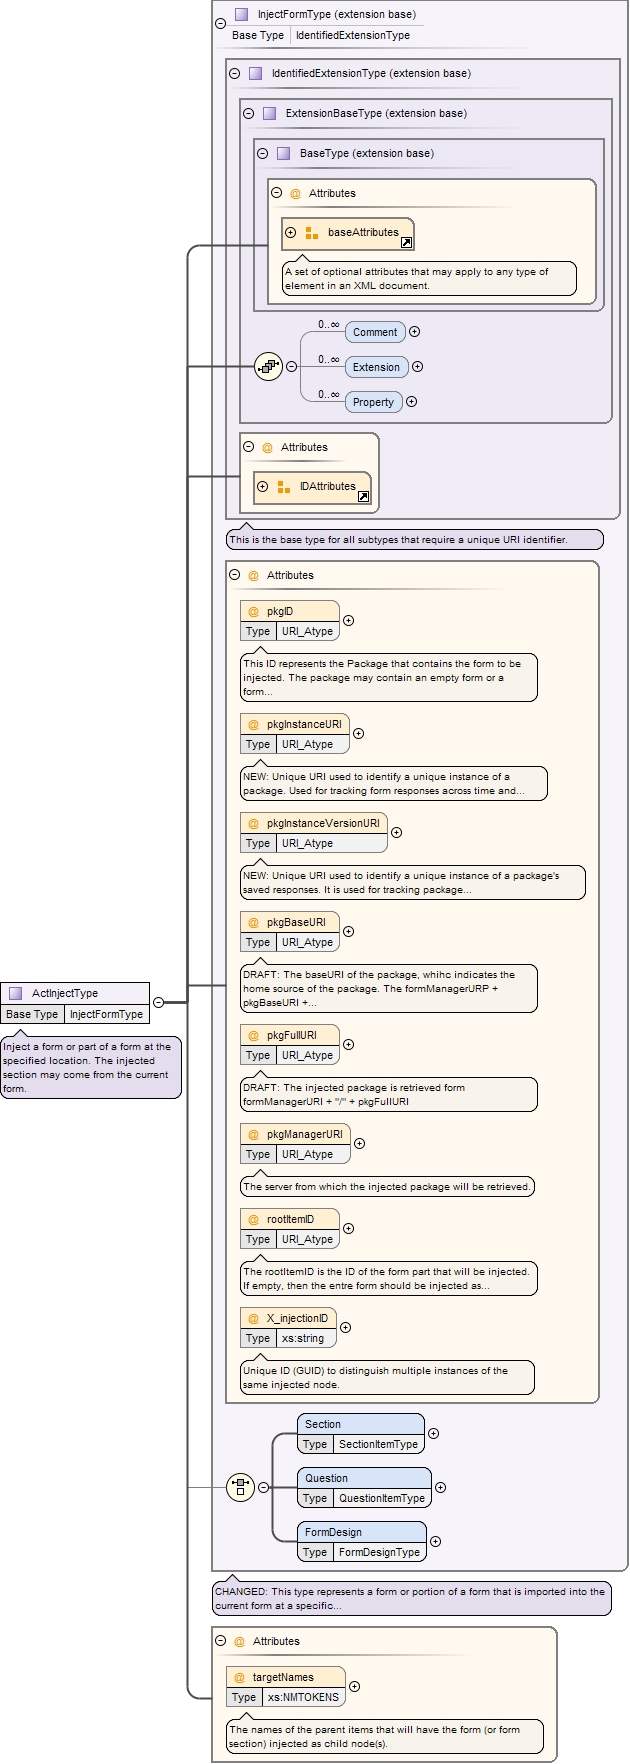 InjectFormType (extension base)
Base Type IdentifiedExtensionType
IdentifiedExtensionType (extension base)
ExtensionBaseType (extension base)
BaseType (extension base)
@ Attributes
baseAttributes
A set of optional attributes that may apply to any type of
element in an XML document.
0..∞
Comment
0..∞
Extension
0..∞
Property
@ Attributes
IDAttributes
This is the base type for all subtypes that require a unique URI identifier.
@ Attributes
@ pkgID
Type URI_Atype
This ID represents the Package that contains the form to be
injected. The package may contain an empty form or a
form...
@ pkgInstanceURI
Type URI_Atype
NEW: Unique URI used to identify a unique instance of a
package. Used for tracking form responses across time and...
@ pkgInstanceVersionURI
Type URI_Atype
NEW: Unique URI used to identify a unique instance of a package's
saved responses. It is used for tracking package...
@ pkgBaseURI
Type URI_Atype
DRAFT: The baseURI of the package, whihc indicates the
home source of the package. The formManagerURP +
pkgBaseURI +...
ActInjectType
Base Type InjectFormType
Inject a form or part of a form at the
specified location. The injected
section may come from the current
form.
@ pkgFullURI
Type URI_Atype
DRAFT: The injected package is retrieved form
formManagerURI + "/" + pkgFullURI
@ pkgManagerURI
Type URI_Atype
The server from which the injected package will be retrieved.
@ rootItemID
Type URI_Atype
The rootItemID is the ID of the form part that will be injected.
If empty, then the entre form should be injected as...
@ X_injectionID
Type xs:string
Unique ID (GUID) to distinguish multiple instances of the
same injected node.
Section
Type SectionItemType
Question
Type QuestionItemType
FormDesign
Type FormDesignType
CHANGED: This type represents a form or portion of a form that is imported into the
current form at a specific...
@ Attributes
@ targetNames
Type xs:NMTOKENS
The names of the parent items that will have the form (or form
section) injected as child node(s).